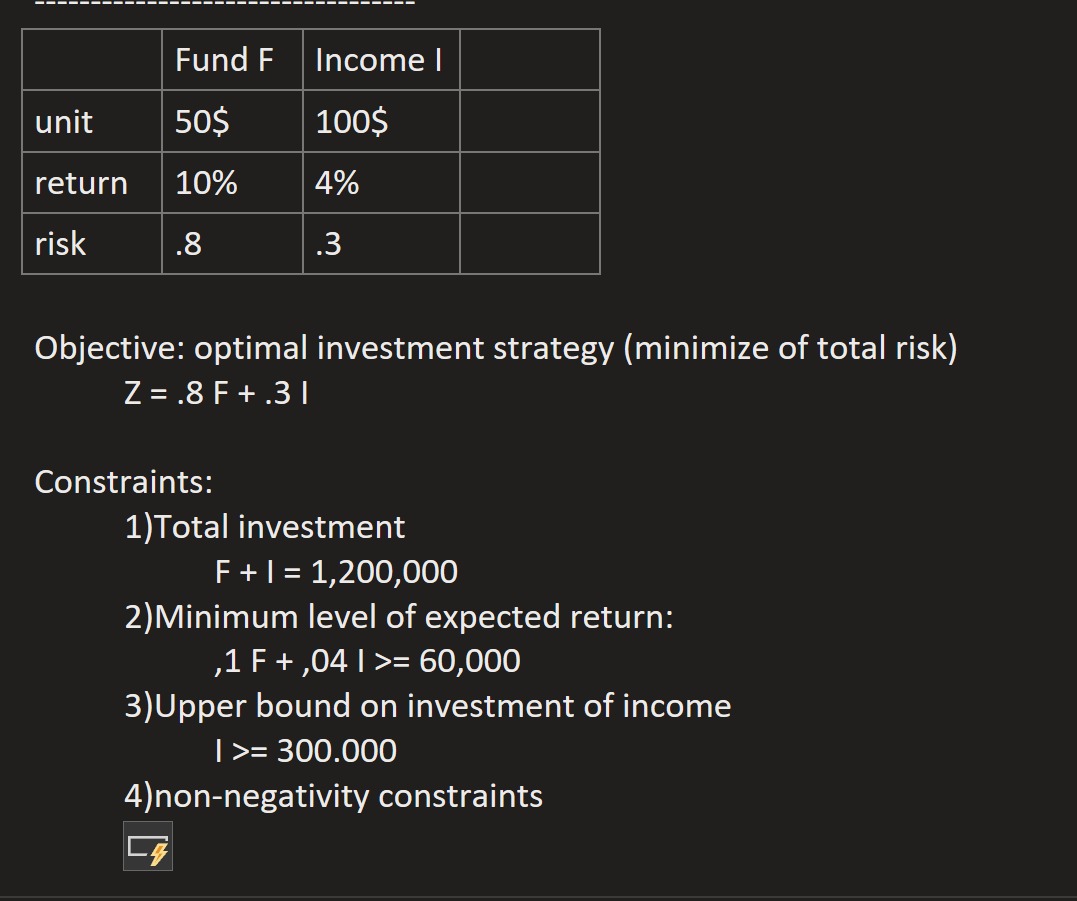 Fund F Income I
unit 50$ 100$
return 10% 4%
risk .8 .3
Objective: optimal investment strategy (minimize of total risk)
Z = .8 F + .3 I
Constraints:
1)Total investment
F + I = 1,200,000
2)Minimum level of expected return:
,1 F + ,04 I >= 60,000
3)Upper bound on investment of income
I >= 300.000
4)non-negativity constraints